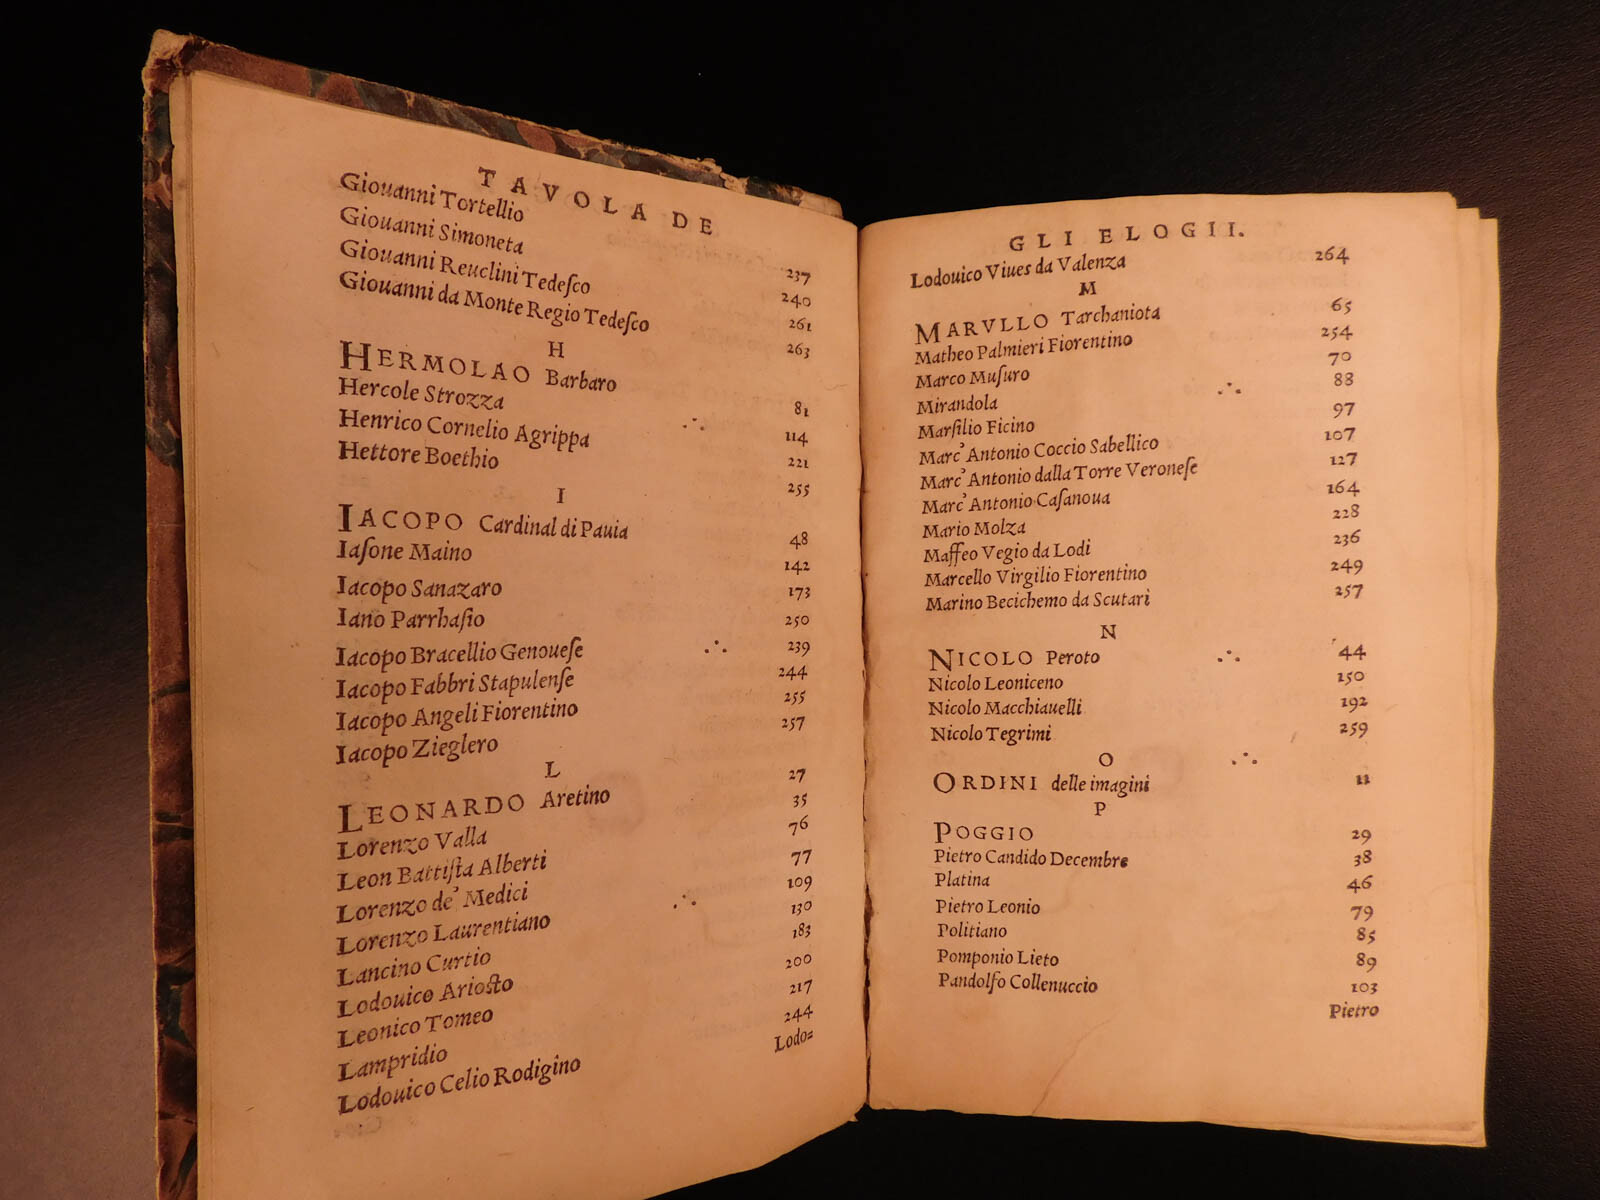 TAVOLA DE
Giouanni Tortellio 237
Giouanni Simoneta 240
Giouanni Reuclini Tedeſco 261
Giouanni da Monte Regio Tedeſco 263
H
HERMOLAO Barbaro 81
Hercole Strozza 114
Henrico Cornelio Agrippa 221
Hettore Boethio 255
I
IACOPO Cardinal di Pauia 48
Iaſone Maino 142
Iacopo Sanazaro 173
Iano Parrhaſio 250
Iacopo Bracellio Genoueſe 239
Iacopo Fabbri Stapulenſe 244
Iacopo Angeli Fiorentino 255
Iacopo Zieglero 257
L
LEONARDO Aretino 27
Lorenzo Valla 35
Leon Battiſta Alberti 76
Lorenzo de' Medici 77
Lorenzo Laurentiano 109
Lancino Curtio 130
Lodouico Arioſto 183
Leonico Tomeo 200
Lampridio 217
Lodouico Celio Rodigino 244
Lodo=
GLI ELOGII.
Lodouico Viues da Valenza 264
M
MARVLLO Tarchaniota 65
Matheo Palmieri Fiorentino 254
Marco Muſuro 70
Mirandola 88
Marſilio Ficino 97
Marc' Antonio Coccio Sabellico 107
Marc' Antonio dalla Torre Veroneſe 127
Marc' Antonio Caſanoua 164
Mario Molza 228
Maffeo Vegio da Lodi 236
Marcello Virgilio Fiorentino 249
Marino Becichemo da Scutari 257
N
NICOLO Peroto 44
Nicolo Leoniceno 150
Nicolo Macchiauelli 192
Nicolo Tegrimi 259
O
ORDINI delle imagini 11
P
POGGIO 29
Pietro Candido Decembre 38
Platina 46
Pietro Leonio 79
Politiano 85
Pomponio Lieto 89
Pandolfo Collenuccio 103
Pietro